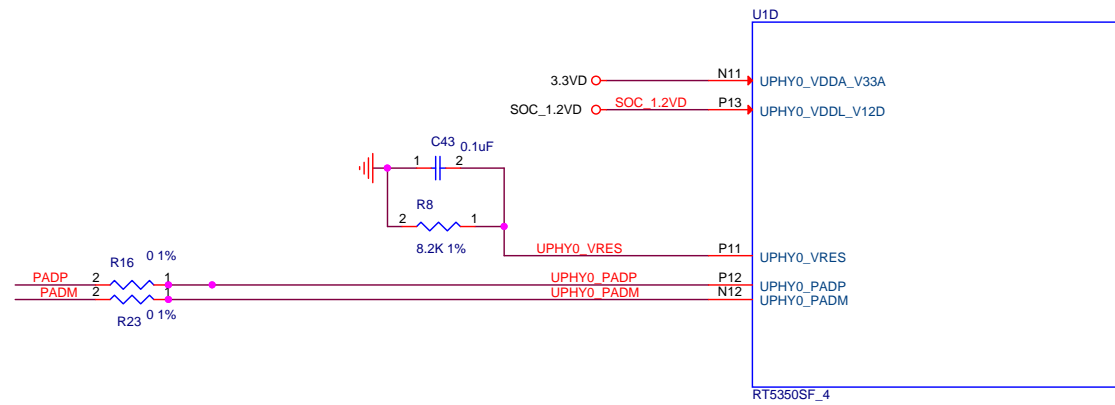 U1D
3.3VD N11 UPHY0_VDDA_V33A
SOC_1.2VD SOC_1.2VD P13 UPHY0_VDDL_V12D
C43 0.1uF
1 2
R8
2 1
8.2K 1%
UPHY0_VRES P11 UPHY0_VRES
R16 0 1%
PADP 2 1 UPHY0_PADP P12 UPHY0_PADP
PADM 2 1 UPHY0_PADM N12 UPHY0_PADM
R23 0 1%
RT5350SF_4